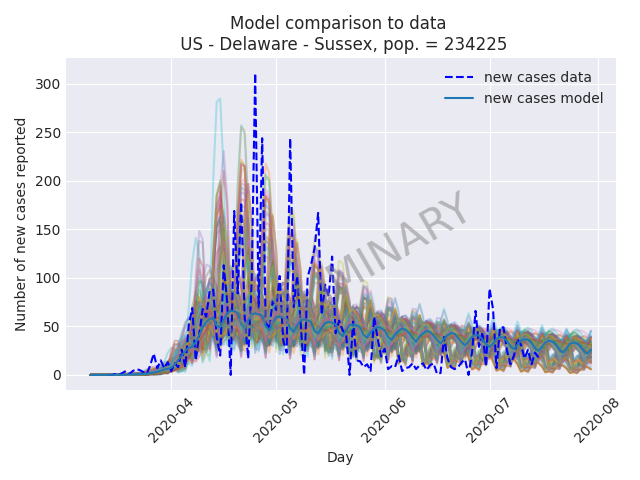 Model comparison to data
US - Delaware - Sussex, pop. = 234225
new cases data
new cases model
MINARY
Number of new cases reported
300
250
200
150
100
50
0
2020-04
2020-05
2020-06
2020-07
2020-08
Day